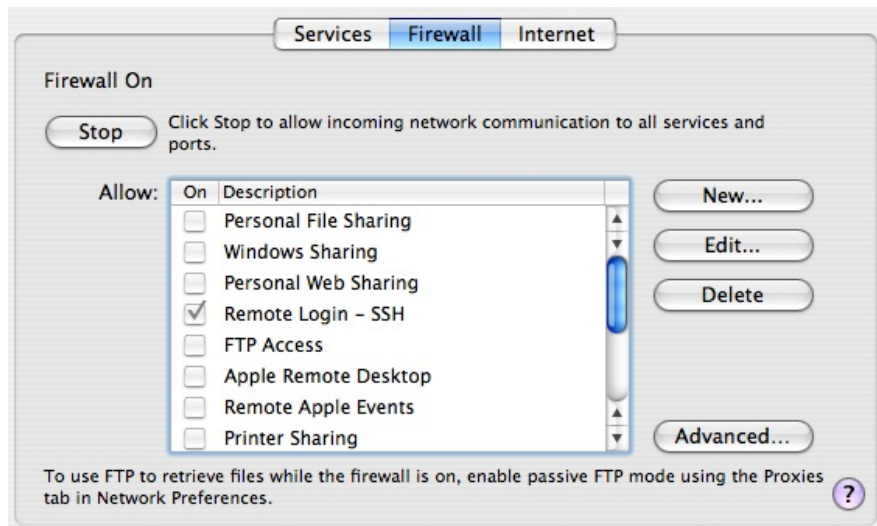 Services Firewall Internet
Firewall On
Stop
Click Stop to allow incoming network communication to all services and
ports.
Allow:
On Description
Personal File Sharing
Windows Sharing
Personal Web Sharing
Remote Login – SSH
FTP Access
Apple Remote Desktop
Remote Apple Events
Printer Sharing
New...
Edit...
Delete
Advanced...
To use FTP to retrieve files while the firewall is on, enable passive FTP mode using the Proxies
tab in Network Preferences.
?